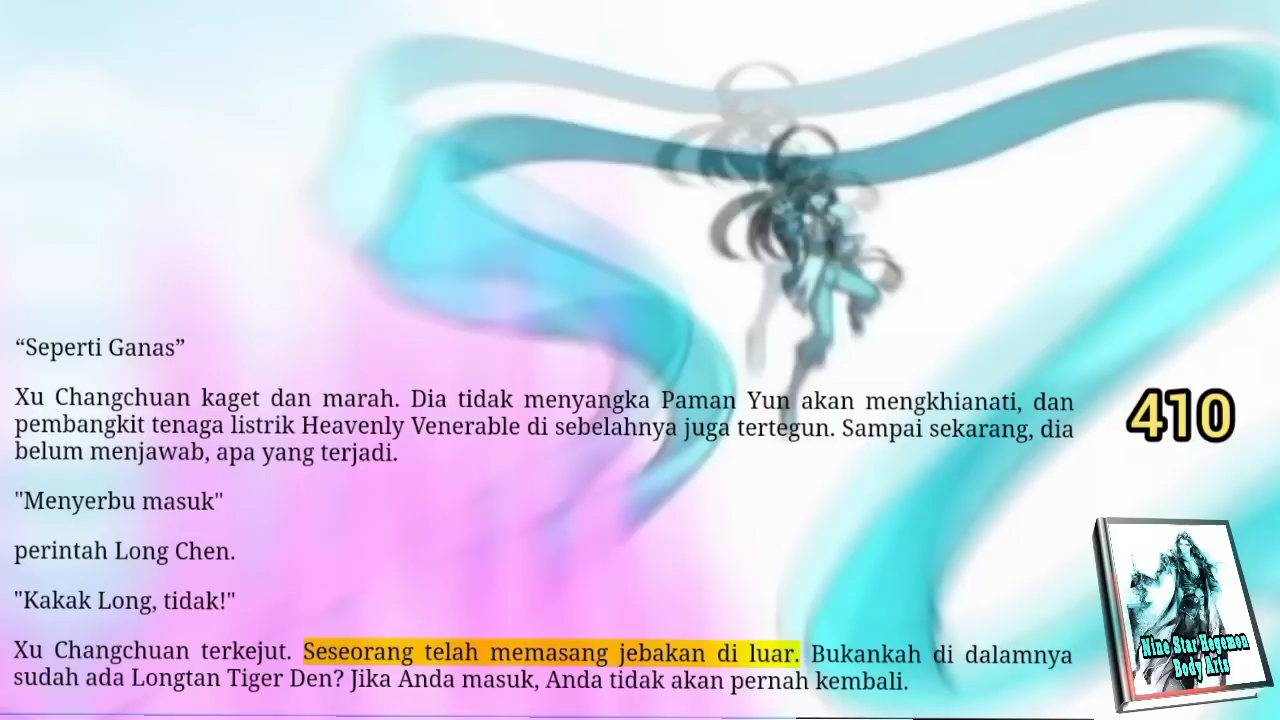 “Seperti Ganas”
Xu Changchuan kaget dan marah. Dia tidak menyangka Paman Yun akan mengkhianati, dan
pembangkit tenaga listrik Heavenly Venerable di sebelahnya juga tertegun. Sampai sekarang, dia
belum menjawab, apa yang terjadi.
"Menyerbu masuk"
perintah Long Chen.
"Kakak Long, tidak!"
Xu Changchuan terkejut. Seseorang telah memasang jebakan di luar. Bukankah di dalamnya
sudah ada Longtan Tiger Den? Jika Anda masuk, Anda tidak akan pernah kembali.
410
Nine Star Hegemon
Body Arts